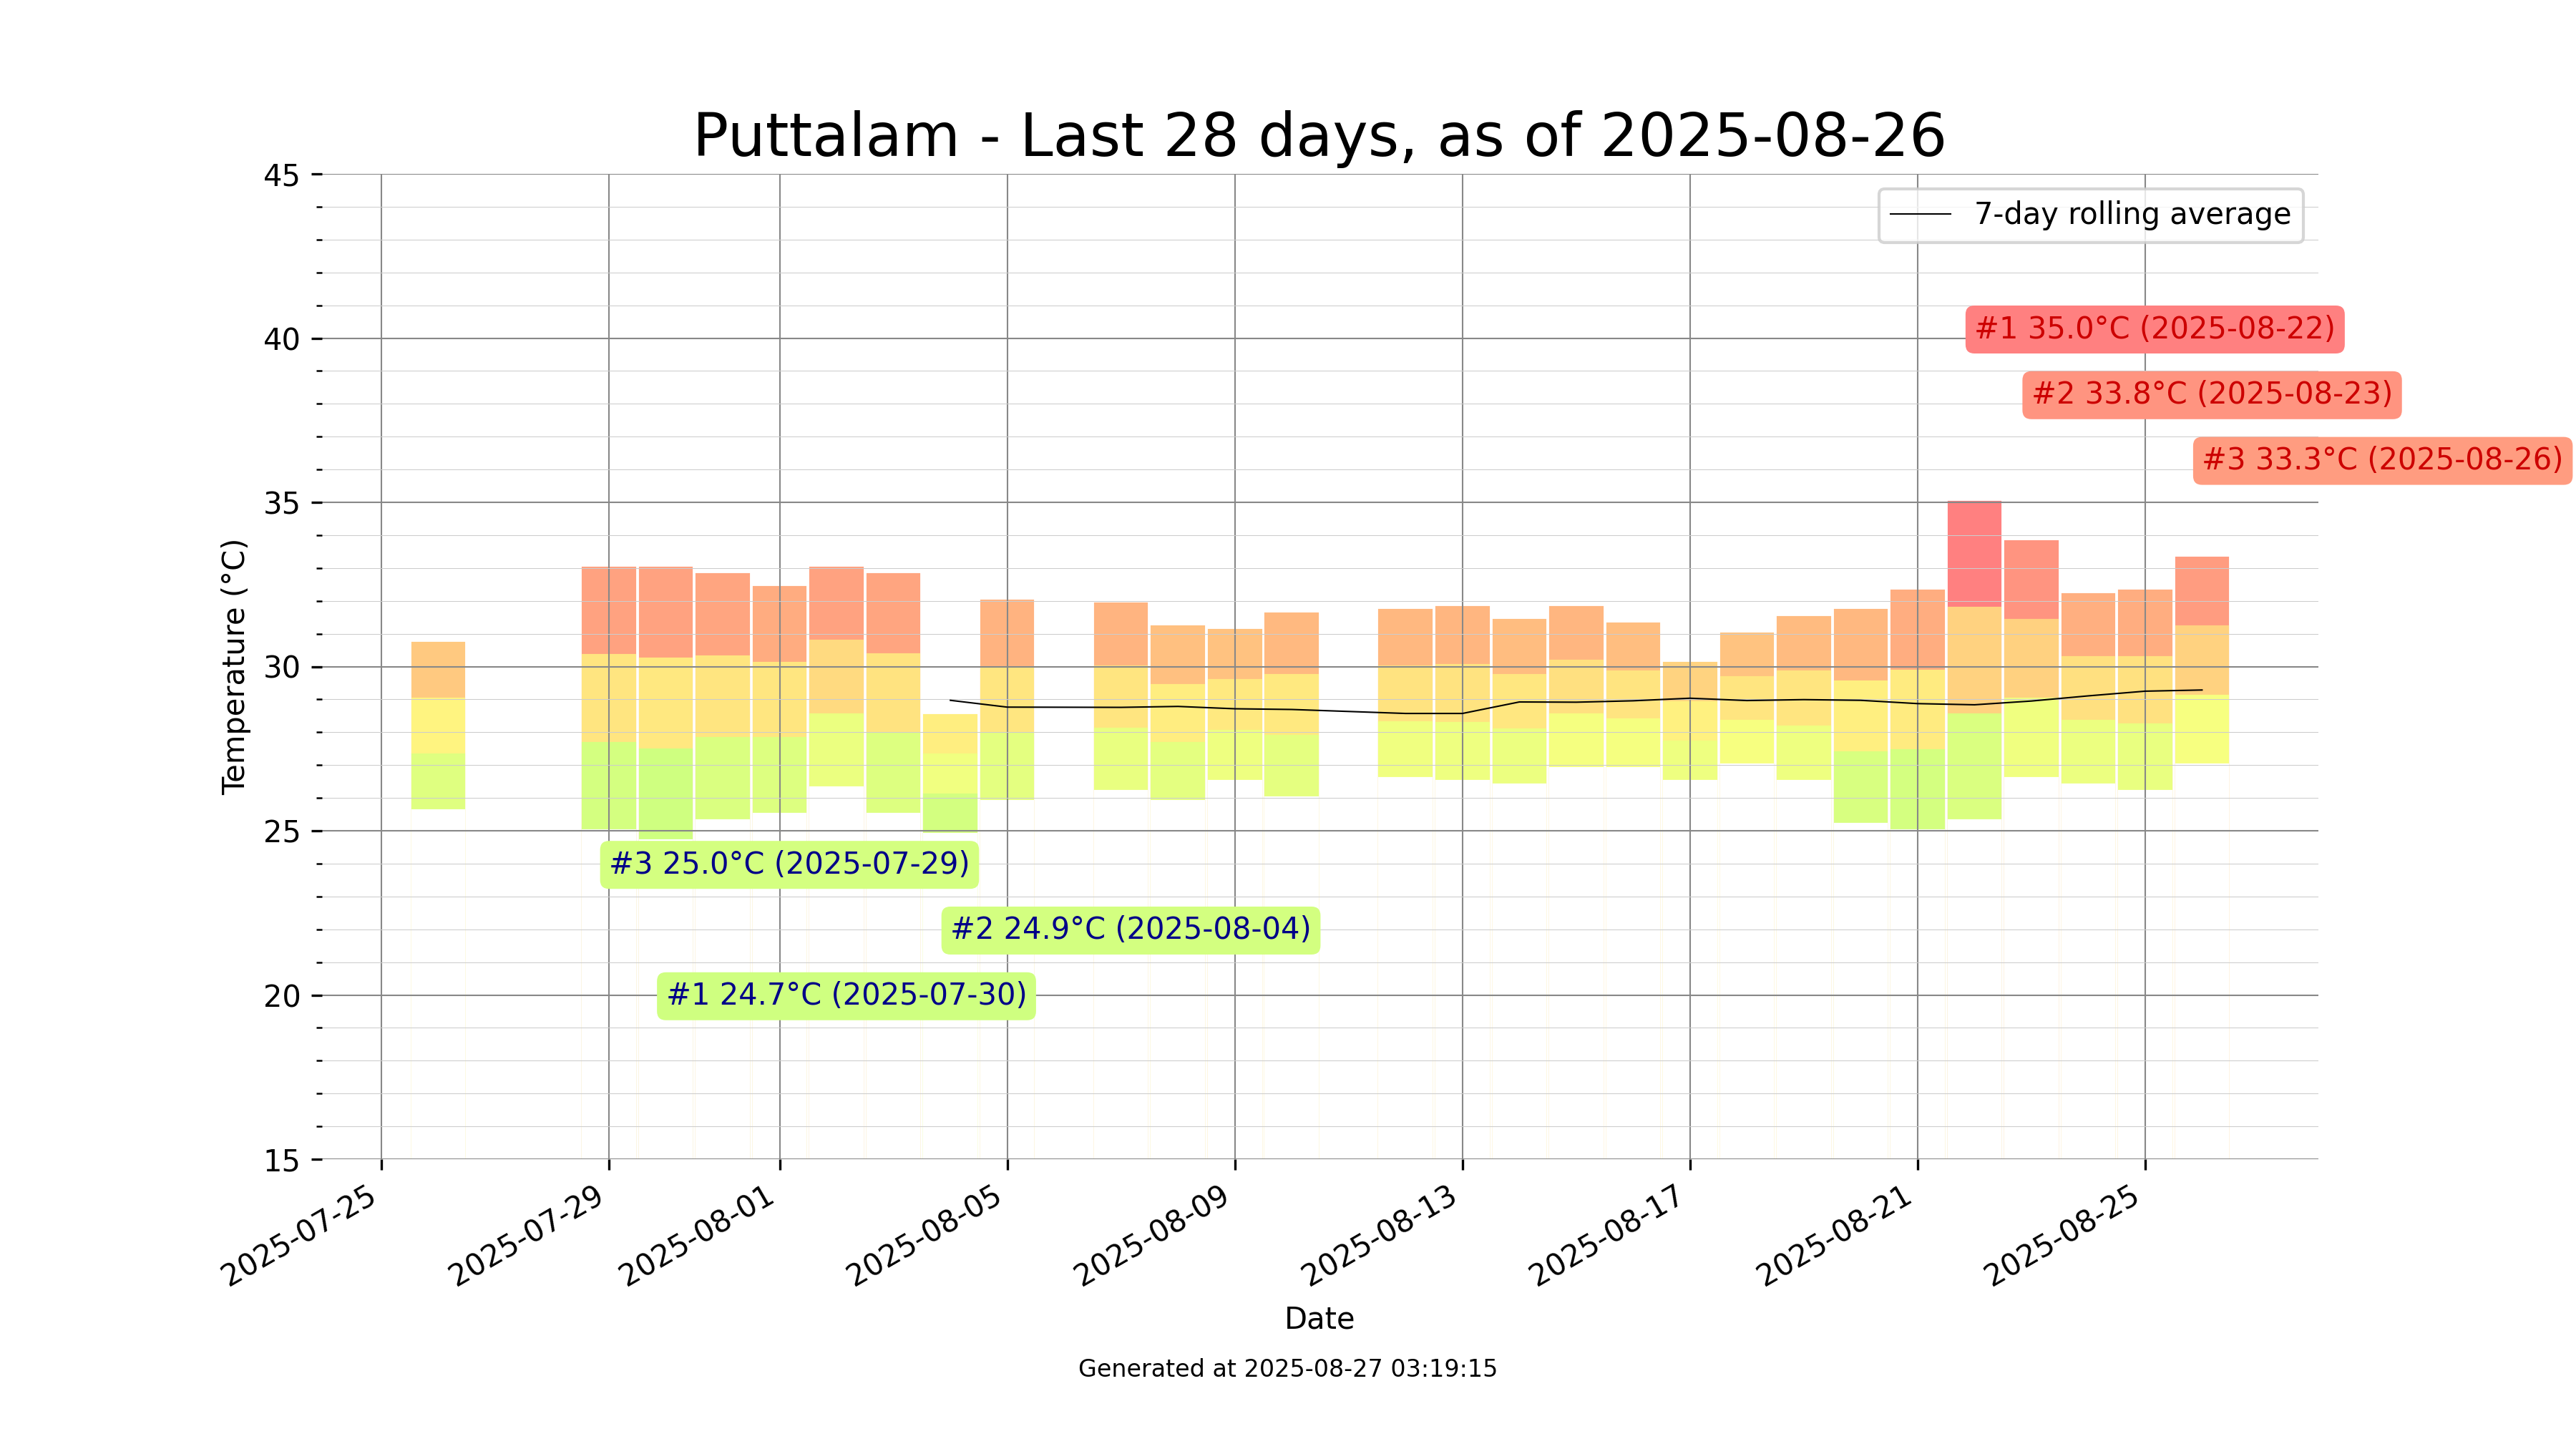 Puttalam - Last 28 days, as of 2025-08-26
45
7-day rolling average
#1 35.0°C (2025-08-22)
40
#2 33.8°C (2025-08-23)
#3 33.3°C (2025-08-26)
35
Temperature (°C)
30
25
#3 25.0°C (2025-07-29)
#2 24.9°C (2025-08-04)
#1 24.7°C (2025-07-30)
20
15
2025-07-25
2025-07-29
2025-08-01
2025-08-05
2025-08-09
2025-08-13
2025-08-17
2025-08-21
2025-08-25
Date
Generated at 2025-08-27 03:19:15